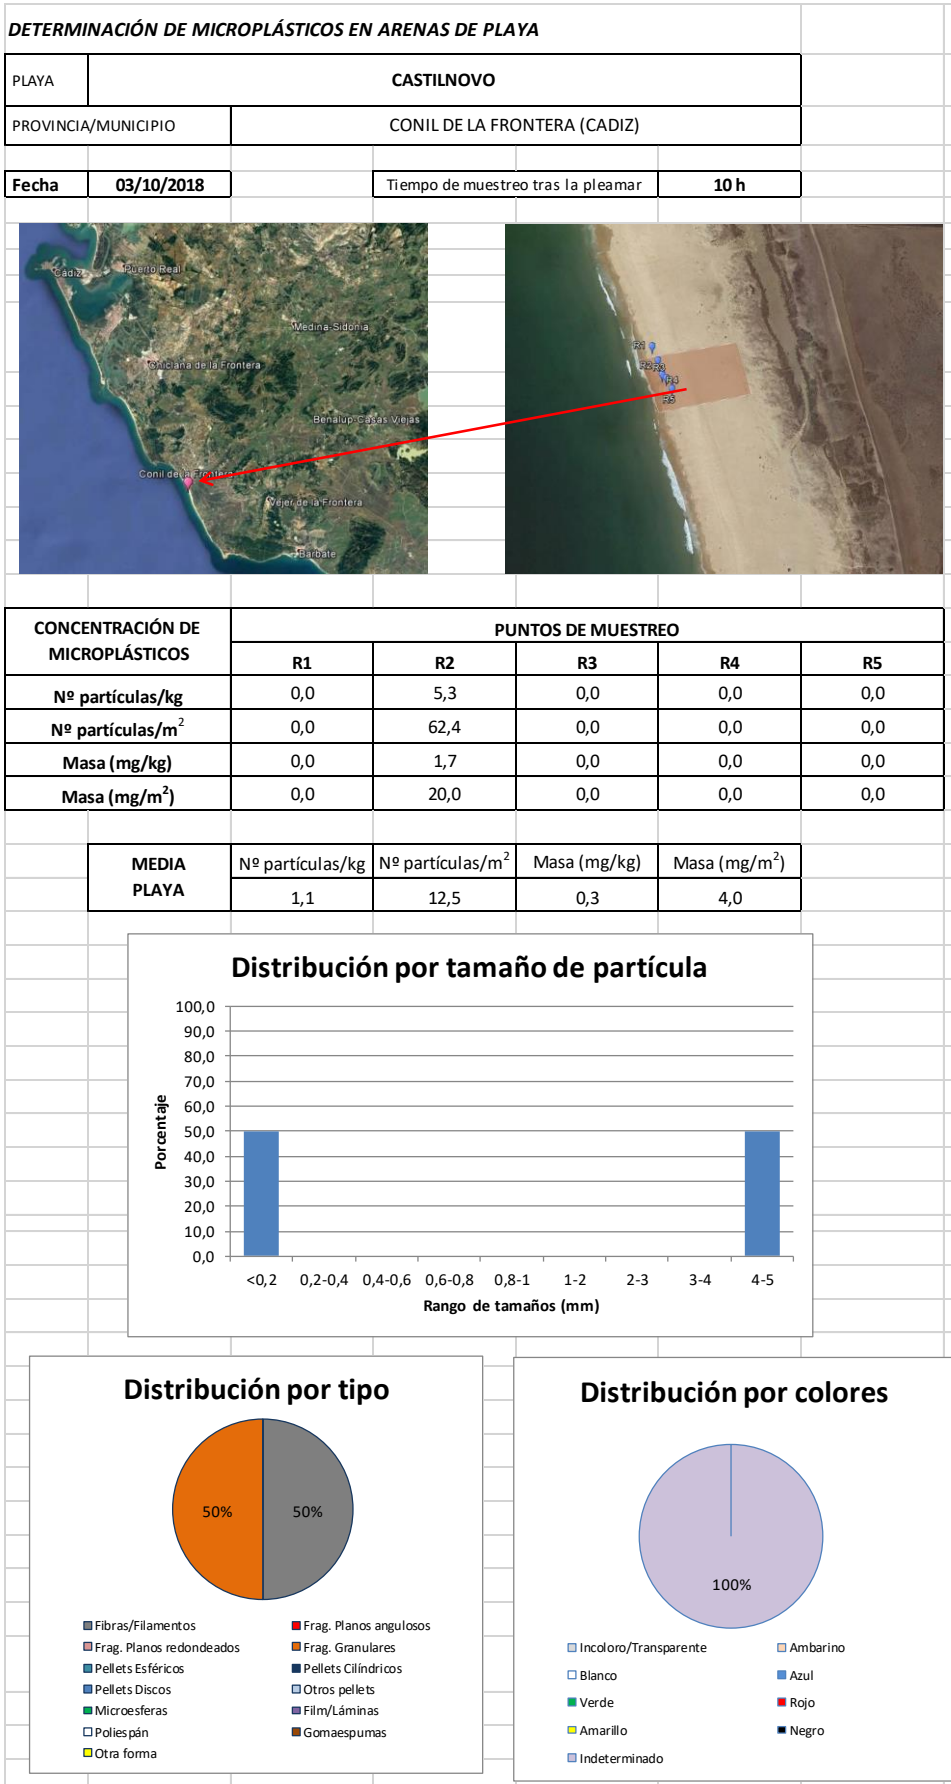 DETERMINACIÓN DE MICROPLÁSTICOS EN ARENAS DE PLAYA
PLAYA CASTILNOVO
PROVINCIA/MUNICIPIO CONIL DE LA FRONTERA (CADIZ)
Fecha 03/10/2018 Tiempo de muestreo tras la pleamar 10 h
Cádiz
Puerto Real
Medina-Sidonia
Chiclana de la Frontera
Benalup-Casas Viejas
Conil de la Frontera
Vejer de la Frontera
Barbate
R1
R2
R3
R4
R5
CONCENTRACIÓN DE MICROPLÁSTICOS PUNTOS DE MUESTREO
R1 R2 R3 R4 R5
Nº partículas/kg 0,0 5,3 0,0 0,0 0,0
Nº partículas/m2 0,0 62,4 0,0 0,0 0,0
Masa (mg/kg) 0,0 1,7 0,0 0,0 0,0
Masa (mg/m2) 0,0 20,0 0,0 0,0 0,0
MEDIA PLAYA Nº partículas/kg Nº partículas/m2 Masa (mg/kg) Masa (mg/m2)
1,1 12,5 0,3 4,0
Distribución por tamaño de partícula
100,0
90,0
80,0
70,0
60,0
50,0
40,0
30,0
20,0
10,0
0,0
Porcentaje
<0,2 0,2-0,4 0,4-0,6 0,6-0,8 0,8-1 1-2 2-3 3-4 4-5
Rango de tamaños (mm)
Distribución por tipo
50% 50%
Fibras/Filamentos Frag. Planos angulosos
Frag. Planos redondeados Frag. Granulares
Pellets Esféricos Pellets Cilíndricos
Pellets Discos Otros pellets
Microesferas Film/Láminas
Poliespán Gomaespumas
Otra forma
Distribución por colores
100%
Incoloro/Transparente Ambarino
Blanco Azul
Verde Rojo
Amarillo Negro
Indeterminado